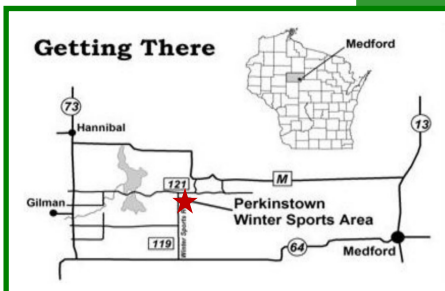 Getting There
Medford
73
Hannibal
13
121
M
Gilman
Perkinstown
Winter Sports Area
119
Winter Sports
64
Medford